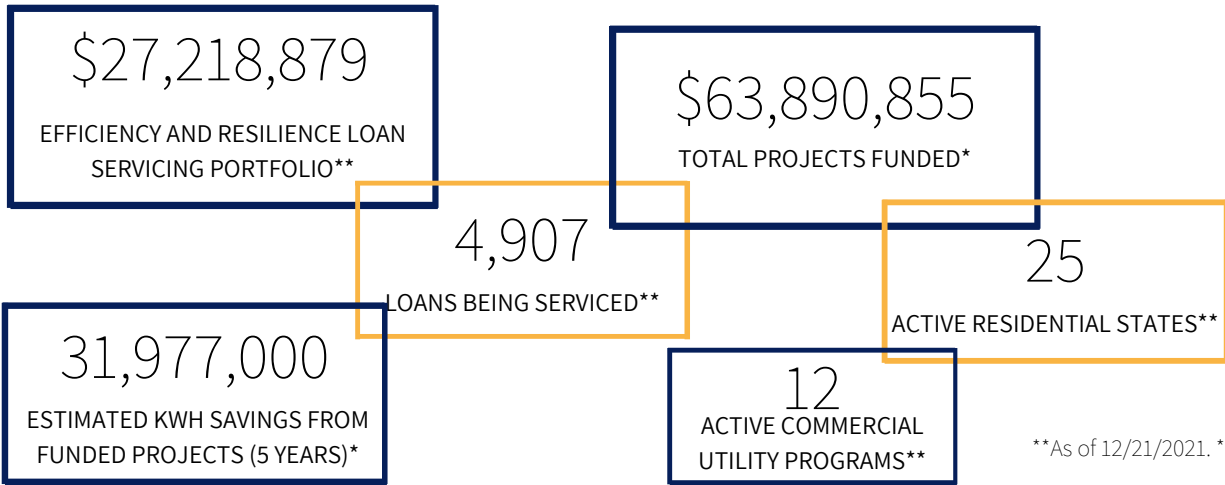 $27,218,879
EFFICIENCY AND RESILIENCE LOAN
SERVICING PORTFOLIO**
$63,890,855
TOTAL PROJECTS FUNDED*
4,907
LOANS BEING SERVICED**
25
ACTIVE RESIDENTIAL STATES**
31,977,000
ESTIMATED KWH SAVINGS FROM
FUNDED PROJECTS (5 YEARS)*
12
ACTIVE COMMERCIAL
UTILITY PROGRAMS**
**As of 12/21/2021. *